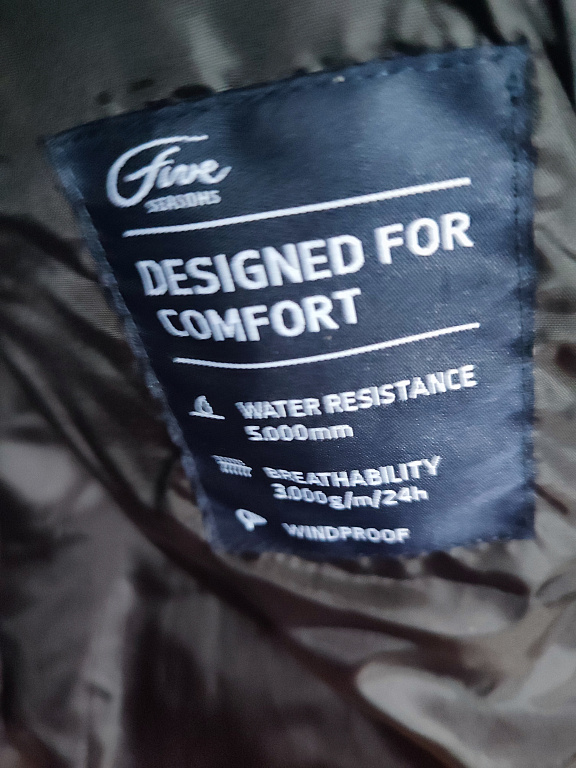 Five
SEASONS
DESIGNED FOR
COMFORT
WATER RESISTANCE
5.000mm
BREATHABILITY
3.000g/m/24h
WINDPROOF